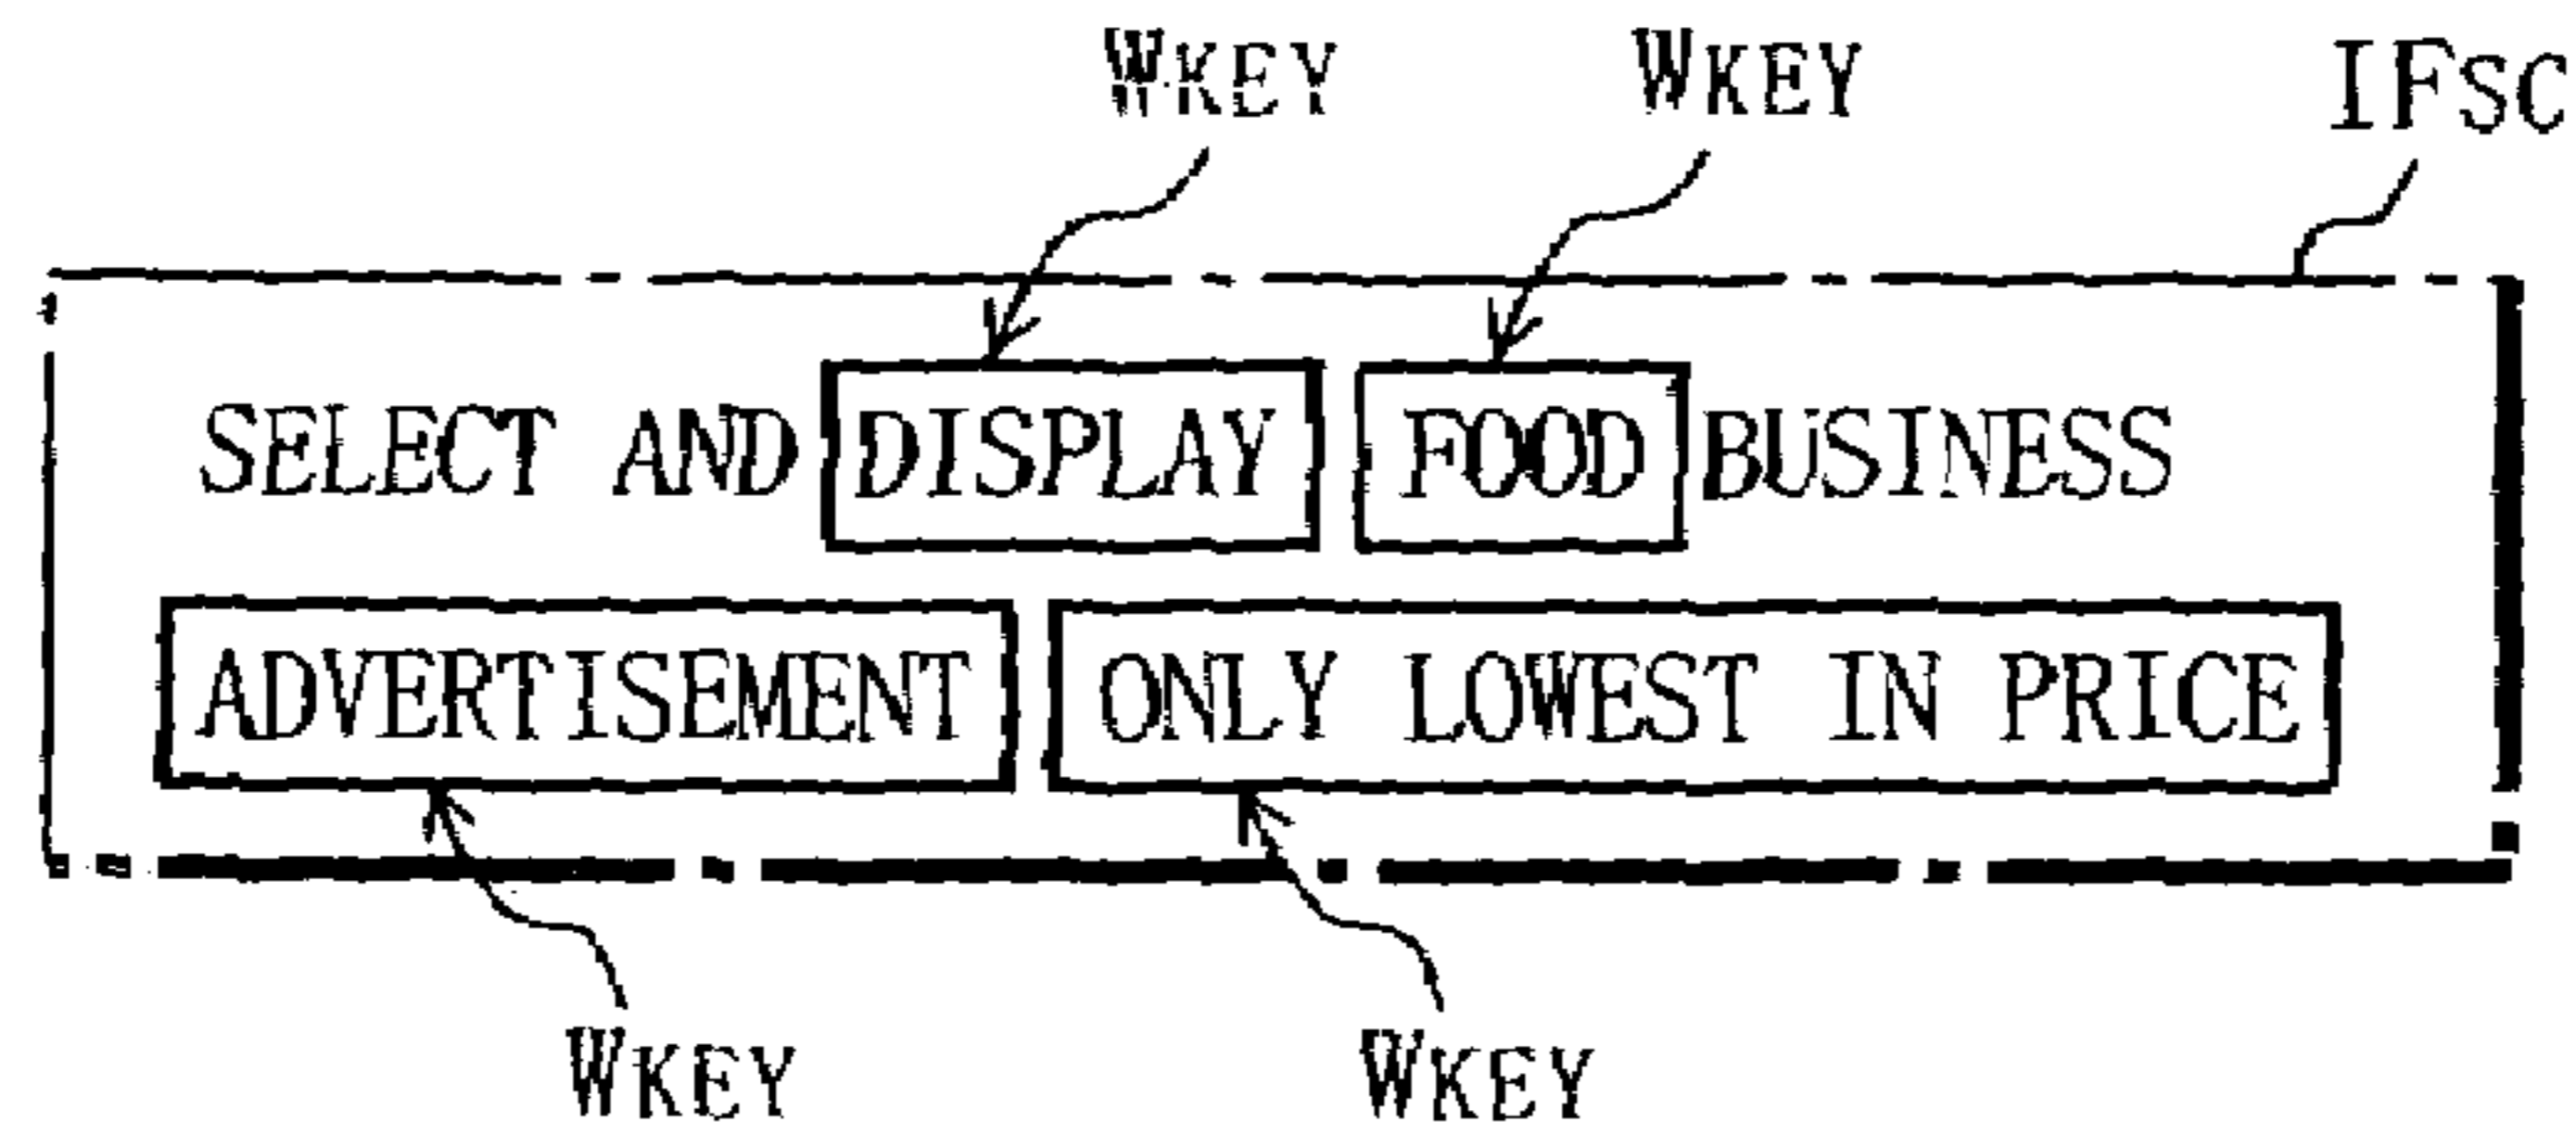 WKEY WKEY IFSC
SELECT AND DISPLAY FOOD BUSINESS
ADVERTISEMENT ONLY LOWEST IN PRICE
WKEY WKEY